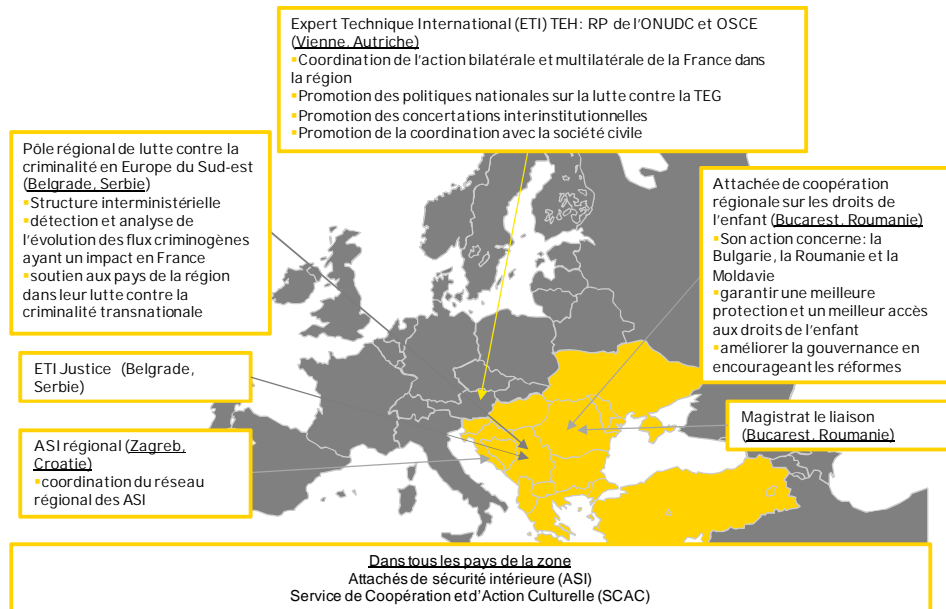 Expert Technique International (ETI) TEH: RP de l'ONUDC et OSCE
(Vienne, Autriche)
▪Coordination de l'action bilatérale et multilatérale de la France dans
la région
▪Promotion des politiques nationales sur la lutte contre la TEG
▪Promotion des concertations interinstitutionnelles
▪Promotion de la coordination avec la société civile
Pôle régional de lutte contre la
criminalité en Europe du Sud-est
(Belgrade, Serbie)
▪Structure interministérielle
▪détection et analyse de
l'évolution des flux criminogènes
ayant un impact en France
▪soutien aux pays de la région
dans leur lutte contre la
criminalité transnationale
Attachée de coopération
régionale sur les droits de
l'enfant (Bucarest, Roumanie)
▪Son action concerne: la
Bulgarie, la Roumanie et la
Moldavie
▪garantir une meilleure
protection et un meilleur accès
aux droits de l'enfant
▪améliorer la gouvernance en
encourageant les réformes
ETI Justice (Belgrade,
Serbie)
Magistrat le liaison
(Bucarest, Roumanie)
ASI régional (Zagreb,
Croatie)
▪coordination du réseau
régional des ASI
Dans tous les pays de la zone
Attachés de sécurité intérieure (ASI)
Service de Coopération et d'Action Culturelle (SCAC)